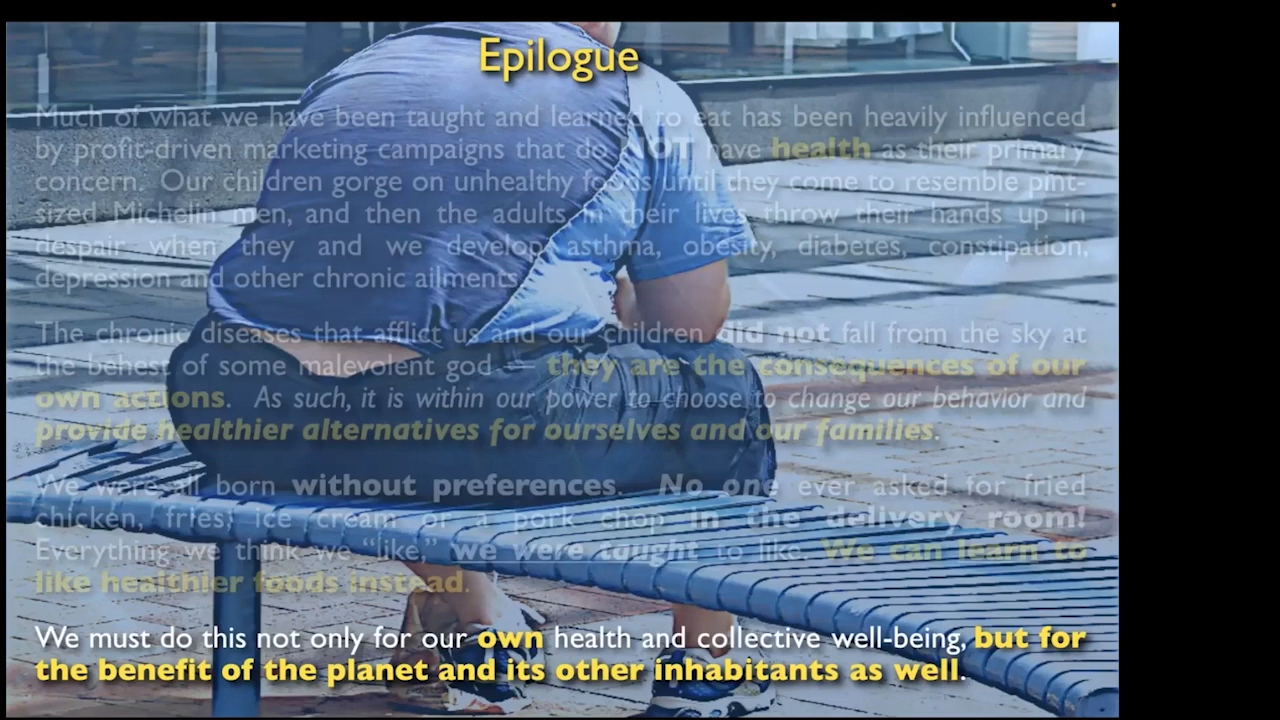 Epilogue
Much of what we have been taught and learned to eat has been heavily influenced
by profit-driven marketing campaigns that do NOT have health as their primary
concern. Our children gorge on unhealthy foods until they come to resemble pint-
sized Michelin men, and then the adults in their lives throw their hands up in
despair when they and we develop asthma, obesity, diabetes, constipation,
depression and other chronic ailments.
The chronic diseases that afflict us and our children did not fall from the sky at
the behest of some malevolent god — they are the consequences of our
own actions. As such, it is within our power to choose to change our behavior and
provide healthier alternatives for ourselves and our families.
We were all born without preferences. No one ever asked for fried
chicken, fries, ice cream or a pork chop in the delivery room!
Everything we think we “like,” we were taught to like. We can learn to
like healthier foods instead.
We must do this not only for our own health and collective well-being, but for
the benefit of the planet and its other inhabitants as well.